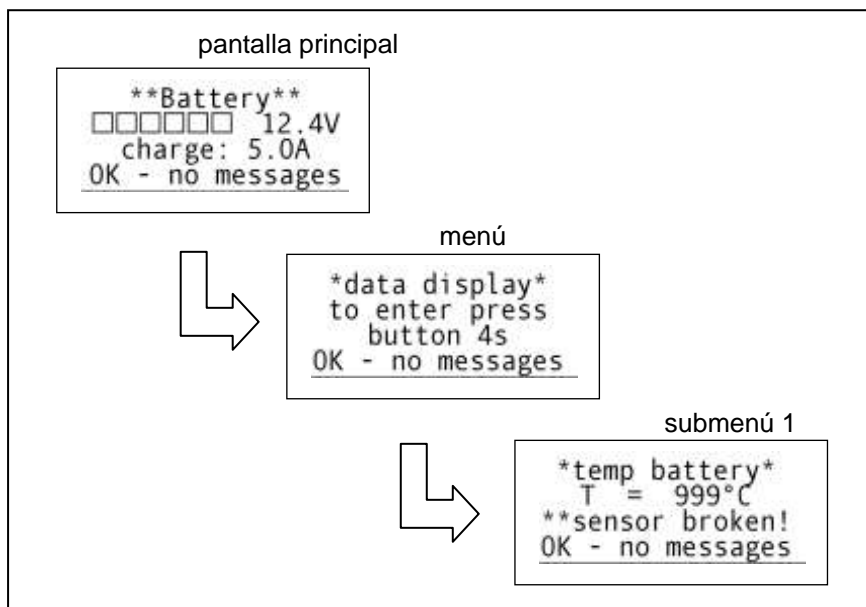 pantalla principal
**Battery**
□□□□□□ 12.4V
charge: 5.0A
OK - no messages
menú
*data display*
to enter press
button 4s
OK - no messages
submenú 1
*temp battery*
T = 999°C
**sensor broken!
OK - no messages